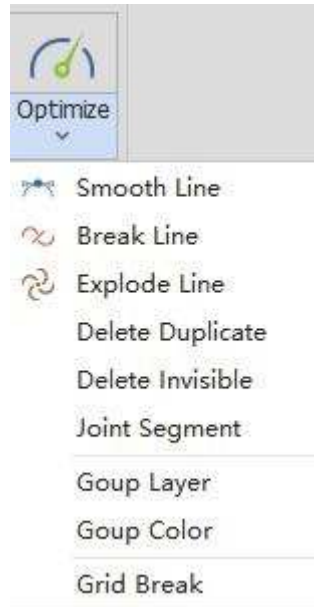 Optimize
Smooth Line
Break Line
Explode Line
Delete Duplicate
Delete Invisible
Joint Segment
Goup Layer
Goup Color
Grid Break